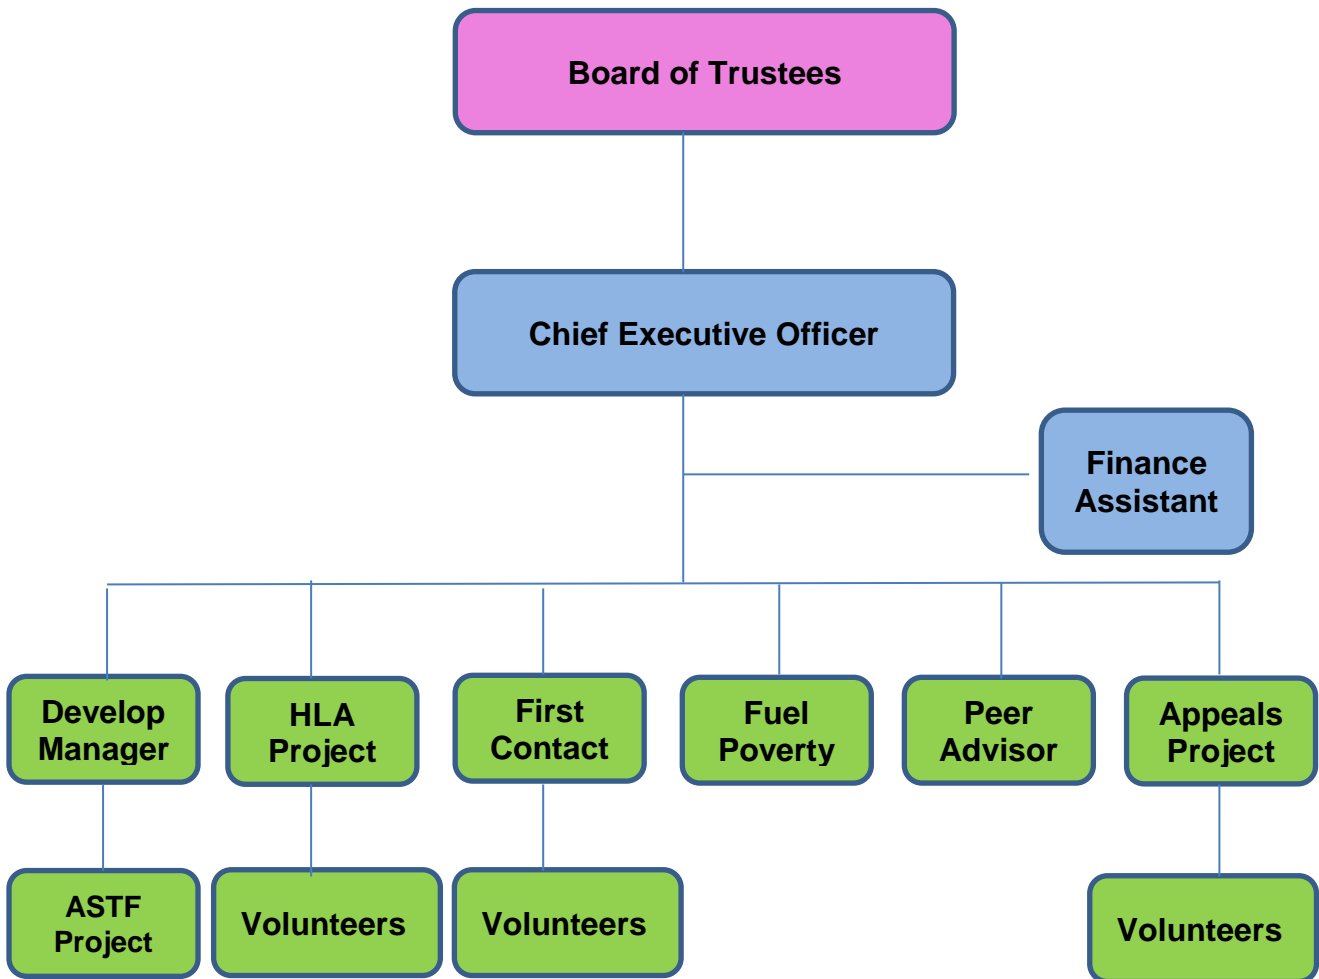 Board of Trustees
Chief Executive Officer
Finance
Assistant
Develop
Manager
HLA
Project
First
Contact
Fuel
Poverty
Peer
Advisor
Appeals
Project
ASTF
Project
Volunteers
Volunteers
Volunteers